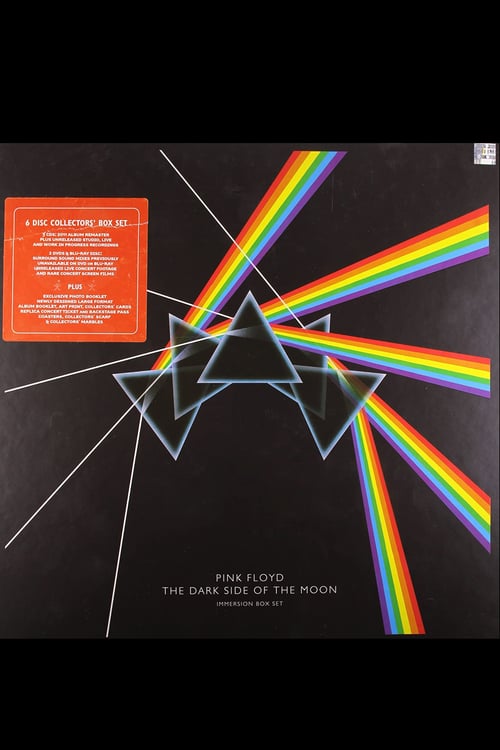 6 DISC COLLECTORS' BOX SET
3 CDS: 2011 ALBUM REMASTER
PLUS UNRELEASED STUDIO, LIVE
AND WORK IN PROGRESS RECORDINGS
2 DVDS & BLU-RAY DISC:
SURROUND SOUND MIXES PREVIOUSLY
UNAVAILABLE ON DVD OR BLU-RAY
UNRELEASED LIVE CONCERT FOOTAGE
AND RARE CONCERT SCREEN FILMS
PLUS
EXCLUSIVE PHOTO BOOKLET
NEWLY DESIGNED LARGE FORMAT
ALBUM BOOKLET, ART PRINT, COLLECTORS' CARDS
REPLICA CONCERT TICKET AND BACKSTAGE PASS
COASTERS, COLLECTORS' SCARF
& COLLECTORS' MARBLES
PINK FLOYD
THE DARK SIDE OF THE MOON
IMMERSION BOX SET